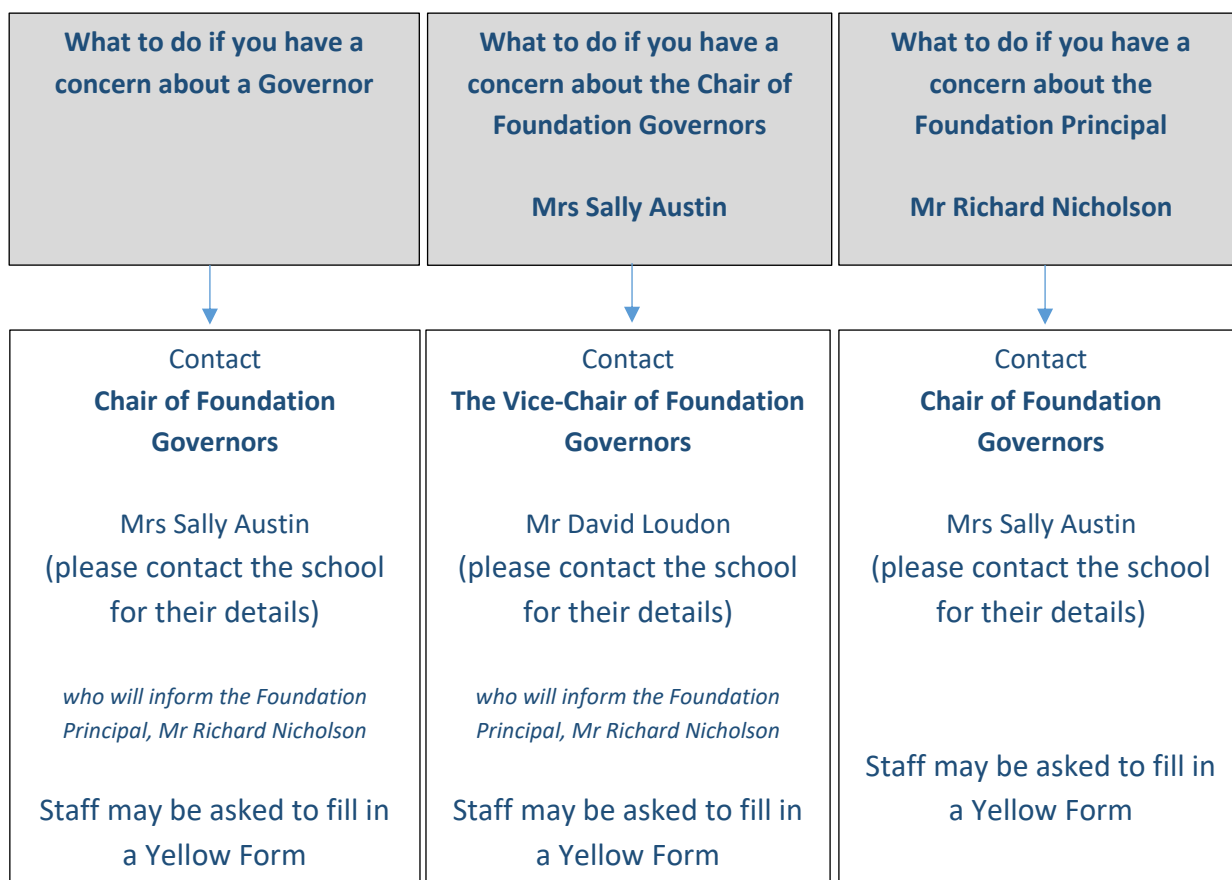 What to do if you have a
concern about a Governor
What to do if you have a
concern about the Chair of
Foundation Governors
Mrs Sally Austin
What to do if you have a
concern about the
Foundation Principal
Mr Richard Nicholson
Contact
Chair of Foundation
Governors
Mrs Sally Austin
(please contact the school
for their details)
who will inform the Foundation
Principal, Mr Richard Nicholson
Staff may be asked to fill in
a Yellow Form
Contact
The Vice-Chair of Foundation
Governors
Mr David Loudon
(please contact the school
for their details)
who will inform the Foundation
Principal, Mr Richard Nicholson
Staff may be asked to fill in
a Yellow Form
Contact
Chair of Foundation
Governors
Mrs Sally Austin
(please contact the school
for their details)
Staff may be asked to fill in
a Yellow Form